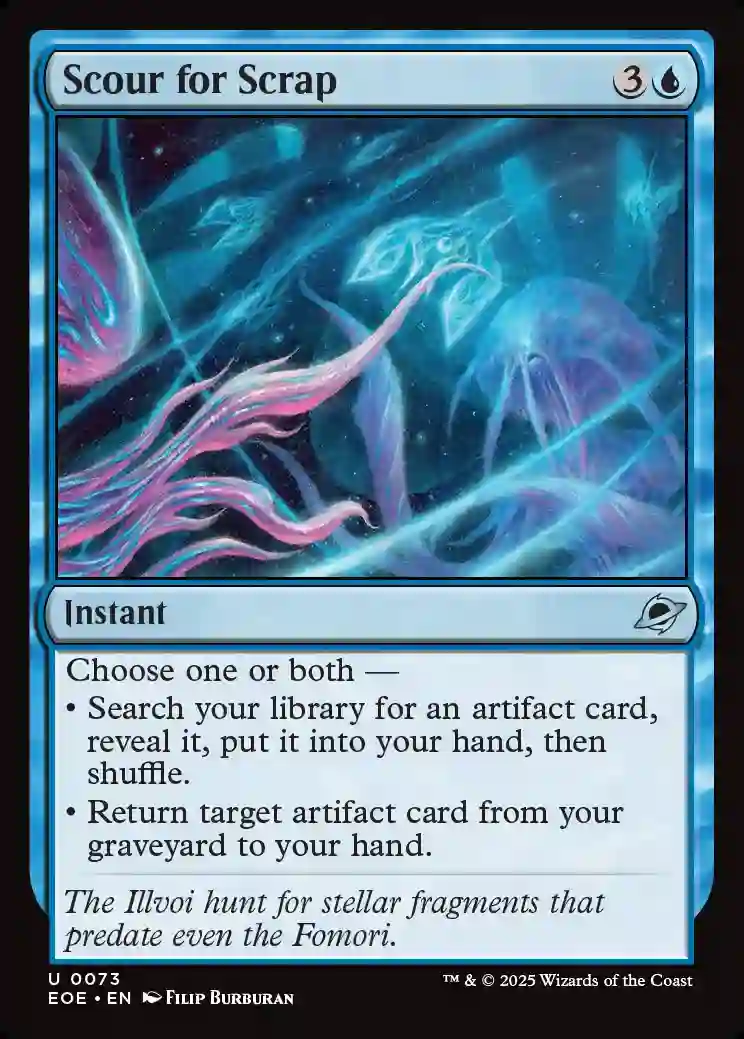 Scour for Scrap
3
Instant
Choose one or both —
• Search your library for an artifact card,
reveal it, put it into your hand, then
shuffle.
• Return target artifact card from your
graveyard to your hand.
The Illvoi hunt for stellar fragments that
predate even the Fomori.
U 0073
™ & © 2025 Wizards of the Coast
EOE • EN Filip Burburan